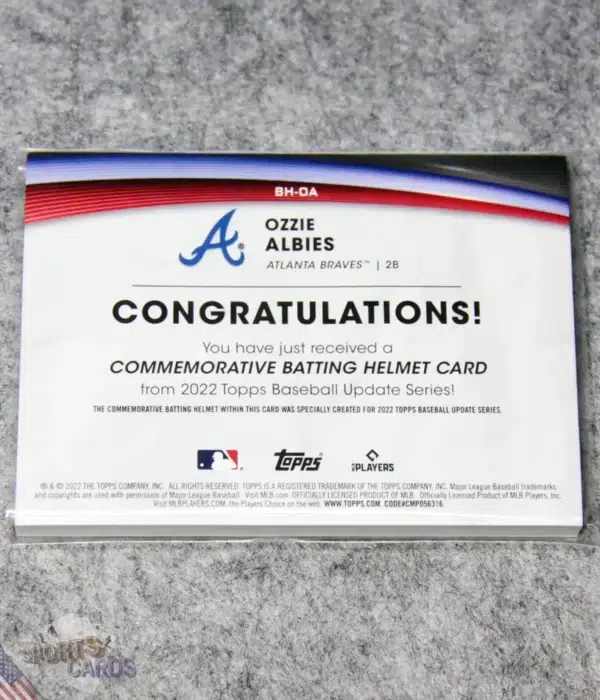 BH-OA
OZZIE
ALBIES
ATLANTA BRAVES™ | 2B
CONGRATULATIONS!
You have just received a
COMMEMORATIVE BATTING HELMET CARD
from 2022 Topps Baseball Update Series!
THE COMMEMORATIVE BATTING HELMET WITHIN THIS CARD WAS SPECIALLY CREATED FOR 2022 TOPPS BASEBALL UPDATE SERIES.
Topps® PLAYERS
® & © 2022 THE TOPPS COMPANY, INC. ALL RIGHTS RESERVED. TOPPS IS A REGISTERED TRADEMARK OF THE TOPPS COMPANY, INC. Major League Baseball trademarks
and copyrights are used with permission of Major League Baseball. Visit MLB.com. OFFICIALLY LICENSED PRODUCT OF MLB Officially Licensed Product of MLB Players, Inc.
Visit MLBPLAYERS.COM, the Players Choice on the web. WWW.TOPPS.COM. CODE#CMP056316
SPORTS
CARDS